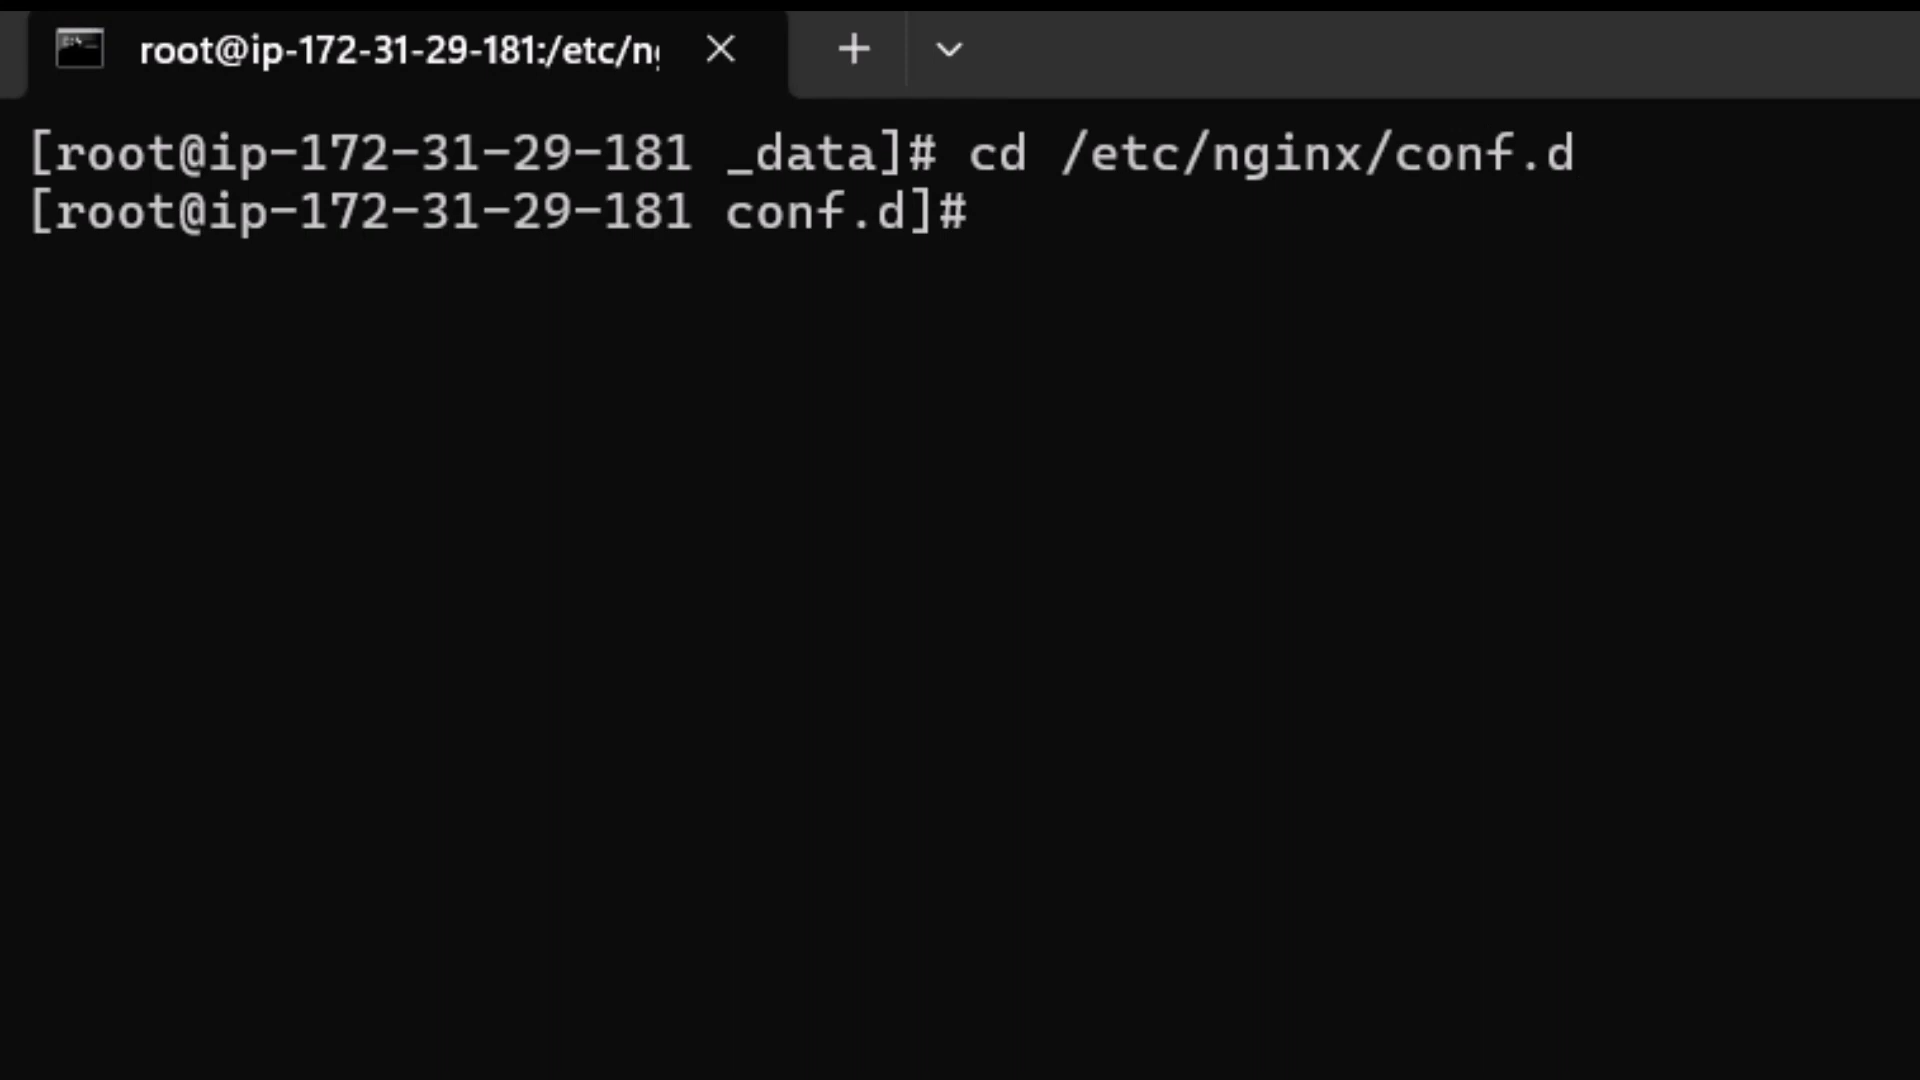 root@ip-172-31-29-181:/etc/n
[root@ip-172-31-29-181 _data]# cd /etc/nginx/conf.d
[root@ip-172-31-29-181 conf.d]#